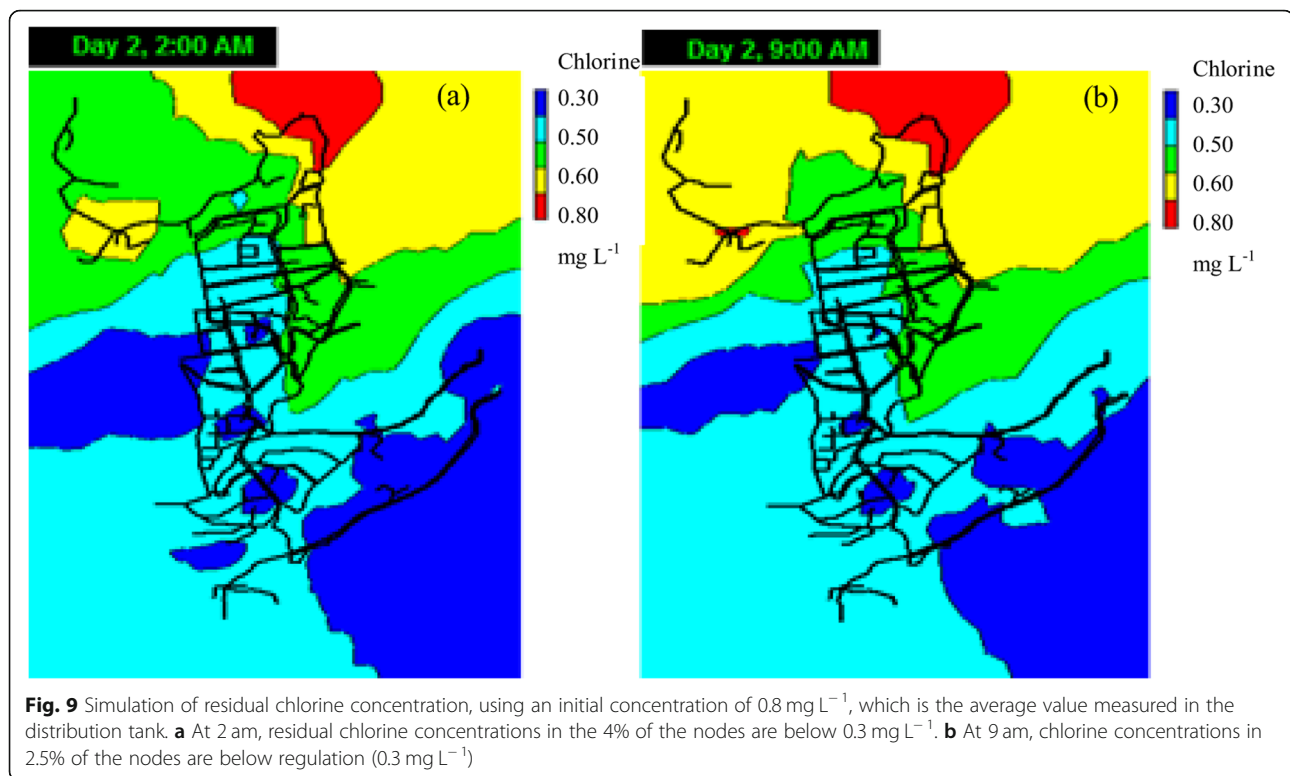 Day 2, 2:00 AM
Chlorine
(a)
0.30
0.50
0.60
0.80
mg L⁻¹
Day 2, 9:00 AM
Chlorine
(b)
0.30
0.50
0.60
0.80
mg L⁻¹
Fig. 9 Simulation of residual chlorine concentration, using an initial concentration of 0.8 mg L⁻¹, which is the average value measured in the
distribution tank. a At 2 am, residual chlorine concentrations in the 4% of the nodes are below 0.3 mg L⁻¹. b At 9 am, chlorine concentrations in
2.5% of the nodes are below regulation (0.3 mg L⁻¹)